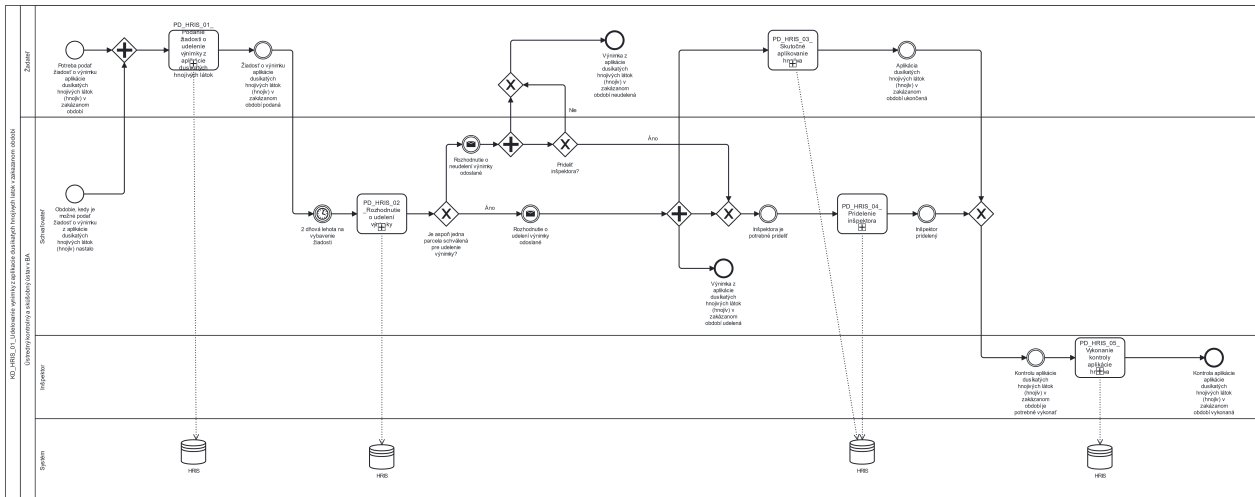 KD_HRIS_01_Udeľovanie výnimky z aplikácie dusíkatých hnojivých látok v zakázanom období
Ústredný kontrolný a skúšobný ústav v BA
Žiadateľ
Schvaľovateľ
Inšpektor
Systém
Potreba podať
žiadosť o výnimku
aplikácie
dusíkatých
hnojivých látok
(hnojív) v
zakázanom
období
PD_HRIS_01_
Podanie
žiadosti o
udelenie
výnimky z
aplikácie
dusíkatých
hnojivých látok
Žiadosť o výnimku
aplikácie
dusíkatých
hnojivých látok
(hnojív) v
zakázanom
období podaná
Výnimka z
aplikácie
dusíkatých
hnojivých látok
(hnojív) v
zakázanom
období neudelená
PD_HRIS_03_
Skutočné
aplikovanie
hnojiva
Aplikácia
dusíkatých
hnojivých látok
(hnojív) v
zakázanom
období ukončená
Nie
Obdobie, kedy je
možné podať
žiadosť o výnimku
z aplikácie
dusíkatých
hnojivých látok
(hnojív) nastalo
2 dňová lehota na
vybavenie
žiadosti
PD_HRIS_02
_Rozhodnutie
o udelení
výnimky
Je aspoň jedna
parcela schválená
pre udelenie
výnimky?
Rozhodnutie o
neudelení výnimky
odoslané
Prideliť
inšpektora?
Áno
Áno
Rozhodnutie o
udelení výnimky
odoslané
Výnimka z
aplikácie
dusíkatých
hnojivých látok
(hnojív) v
zakázanom
období udelená
Inšpektora je
potrebné prideliť
PD_HRIS_04_
Pridelenie
inšpektora
Inšpektor
pridelený
Kontrolu aplikácie
dusíkatých
hnojivých látok
(hnojív) v
zakázanom
období je
potrebné vykonať
PD_HRIS_05_
Vykonanie
kontroly
aplikácie
hnojiva
Kontrola aplikácie
aplikácie
dusíkatých
hnojivých látok
(hnojív) v
zakázanom
období vykonaná
HRIS
HRIS
HRIS
HRIS